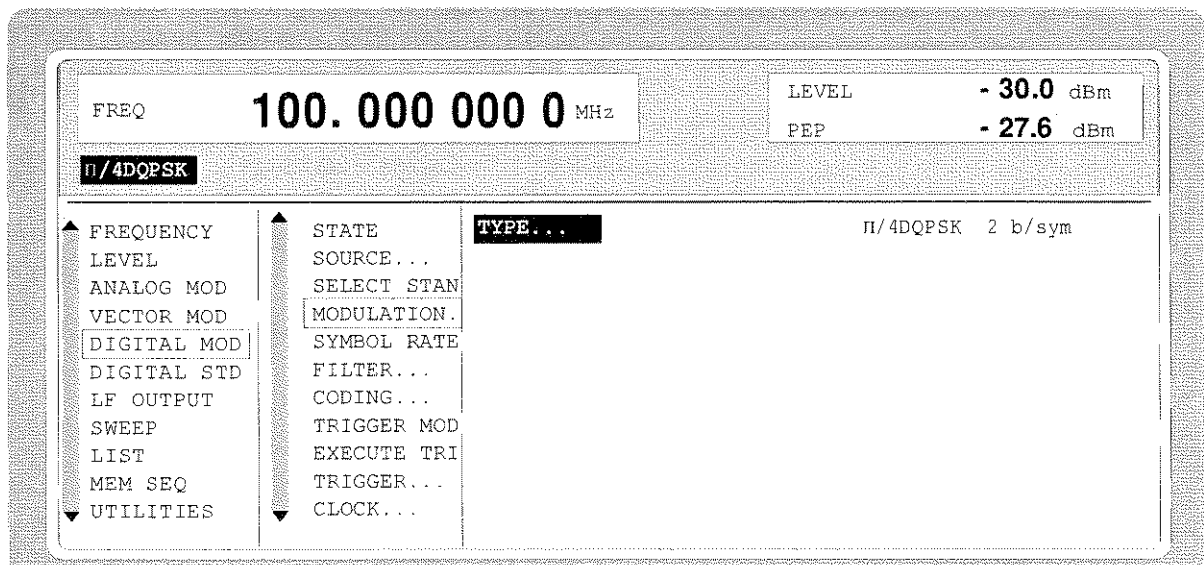 FREQ 100. 000 000 0 MHz
LEVEL - 30.0 dBm
PEP - 27.6 dBm
Π/4DQPSK
FREQUENCY
LEVEL
ANALOG MOD
VECTOR MOD
DIGITAL MOD
DIGITAL STD
LF OUTPUT
SWEEP
LIST
MEM SEQ
UTILITIES
STATE
SOURCE...
SELECT STAN
MODULATION.
SYMBOL RATE
FILTER...
CODING...
TRIGGER MOD
EXECUTE TRI
TRIGGER...
CLOCK...
TYPE... Π/4DQPSK 2 b/sym